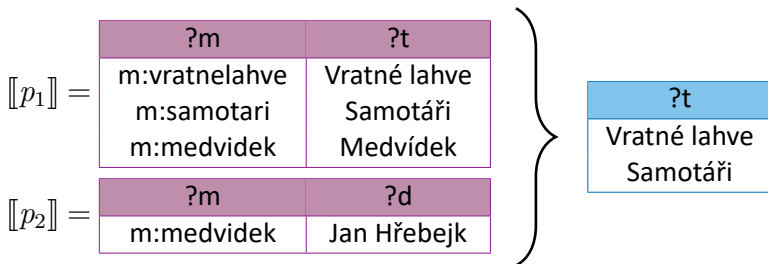 ⟦p₁⟧ =
?m ?t
m:vratnelahve Vratné lahve
m:samotari Samotáři
m:medvidek Medvídek
⟦p₂⟧ =
?m ?d
m:medvidek Jan Hřebejk
?t
Vratné lahve
Samotáři